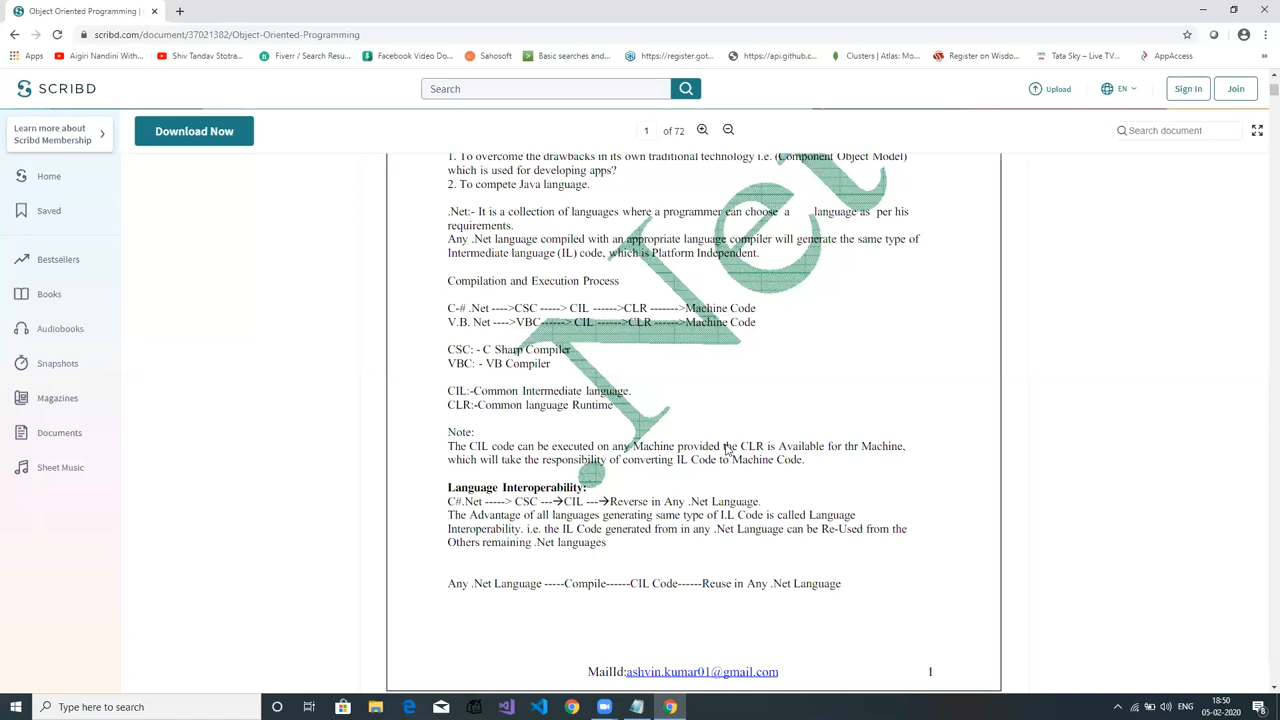 Object Oriented Programming |
scribd.com/document/37021382/Object-Oriented-Programming
Apps
Aigiri Nandini With...
Shiv Tandav Stotra...
Fiverr / Search Resu...
Facebook Video Do...
Sahosoft
Basic searches and...
https://register.got...
https://api.github.c...
Clusters | Atlas: Mo...
Register on Wisdo...
Tata Sky – Live TV...
AppAccess
SCRIBD
Search
Upload
EN
Sign In
Join
Learn more about
Scribd Membership
Download Now
1 of 72
Search document
Home
Saved
Bestsellers
Books
Audiobooks
Snapshots
Magazines
Documents
Sheet Music
.Net
1. To overcome the drawbacks in its own traditional technology i.e. (Component Object Model)
which is used for developing apps?
2. To compete Java language.
.Net:- It is a collection of languages where a programmer can choose a language as per his
requirements.
Any .Net language compiled with an appropriate language compiler will generate the same type of
Intermediate language (IL) code, which is Platform Independent.
Compilation and Execution Process
C-# .Net ---->CSC -----> CIL ------>CLR ------->Machine Code
V.B. Net ---->VBC------> CIL ------>CLR ------>Machine Code
CSC: - C Sharp Compiler
VBC: - VB Compiler
CIL:-Common Intermediate language.
CLR:-Common language Runtime
Note:
The CIL code can be executed on any Machine provided the CLR is Available for thr Machine,
which will take the responsibility of converting IL Code to Machine Code.
Language Interoperability:
C#.Net -----> CSC ---→CIL ---→Reverse in Any .Net Language.
The Advantage of all languages generating same type of I.L Code is called Language
Interoperability. i.e. the IL Code generated from in any .Net Language can be Re-Used from the
Others remaining .Net languages
Any .Net Language -----Compile------CIL Code------Reuse in Any .Net Language
MailId:ashvin.kumar01@gmail.com 1
Type here to search
ENG
18:50
05-02-2020